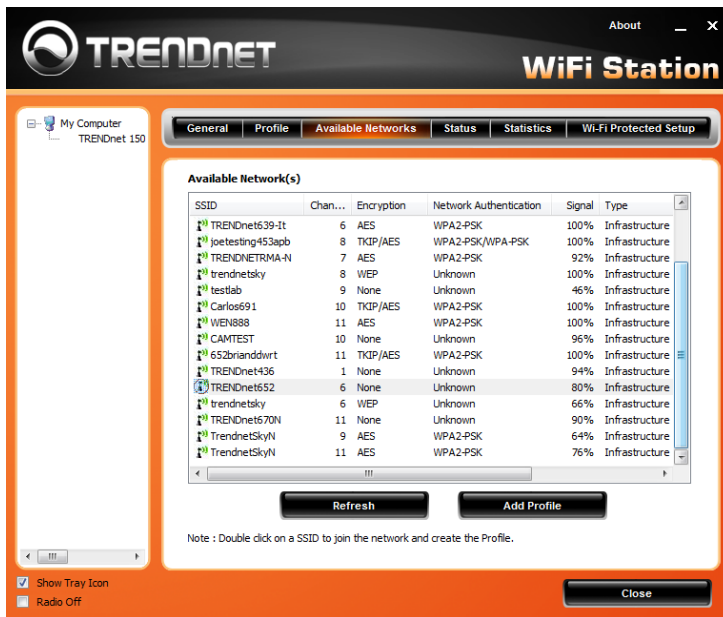 About
TRENDnet
WiFi Station
My Computer
TRENDnet 150
General Profile Available Networks Status Statistics Wi-Fi Protected Setup
Available Network(s)
SSID Chan... Encryption Network Authentication Signal Type
TRENDnet639-It 6 AES WPA2-PSK 100% Infrastructure
joetesting453apb 8 TKIP/AES WPA2-PSK/WPA-PSK 100% Infrastructure
TRENDNETRMA-N 7 AES WPA2-PSK 92% Infrastructure
trendnetsky 8 WEP Unknown 100% Infrastructure
testlab 9 None Unknown 46% Infrastructure
Carlos691 10 TKIP/AES WPA2-PSK 100% Infrastructure
WEN888 11 AES WPA2-PSK 100% Infrastructure
CAMTEST 10 None Unknown 96% Infrastructure
652brianddwrt 11 TKIP/AES WPA2-PSK 100% Infrastructure
TRENDnet436 1 None Unknown 94% Infrastructure
TRENDnet652 6 None Unknown 80% Infrastructure
trendnetsky 6 WEP Unknown 66% Infrastructure
TRENDnet670N 11 None Unknown 90% Infrastructure
TrendnetSkyN 9 AES WPA2-PSK 64% Infrastructure
TrendnetSkyN 11 AES WPA2-PSK 76% Infrastructure
Refresh Add Profile
Note : Double click on a SSID to join the network and create the Profile.
Show Tray Icon
Radio Off
Close